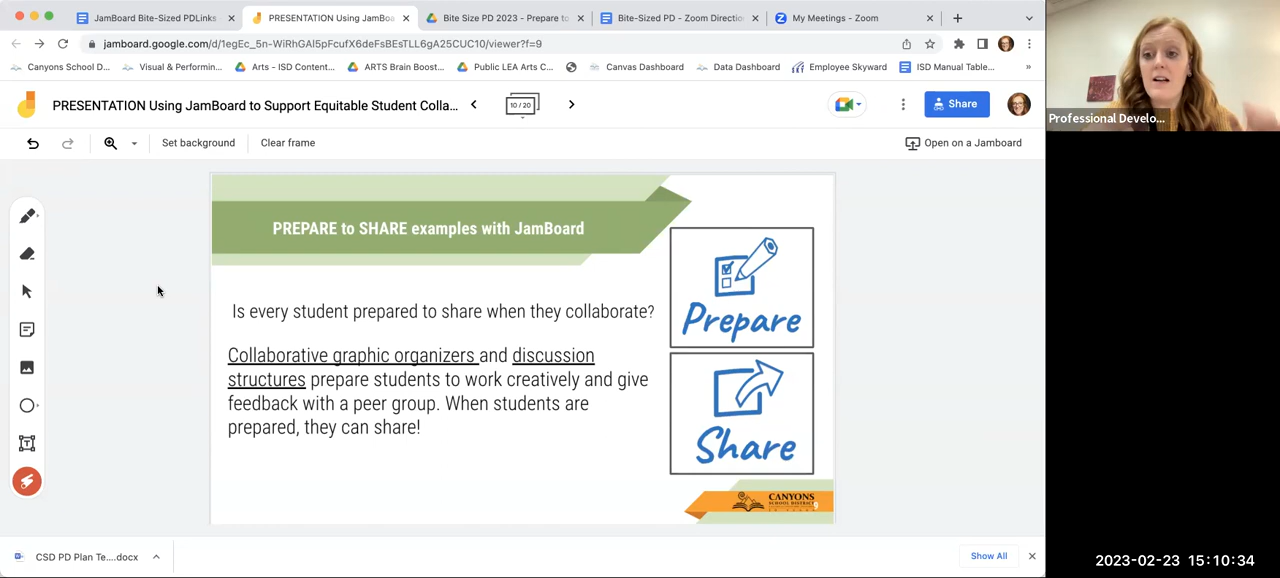 JamBoard Bite-Sized PDLinks
PRESENTATION Using JamBoa
Bite Size PD 2023 - Prepare to
Bite-Sized PD - Zoom Directio
My Meetings - Zoom
jamboard.google.com/d/1egEc_5n-WiRhGAl5pFcufX6deFsBEsTLL6gA25CUC10/viewer?f=9
Canyons School D...
Visual & Performin...
Arts - ISD Content...
ARTS Brain Boost...
Public LEA Arts C...
Canvas Dashboard
Data Dashboard
Employee Skyward
ISD Manual Table...
»
PRESENTATION Using JamBoard to Support Equitable Student Colla...
10 / 20
Share
Set background
Clear frame
Open on a Jamboard
PREPARE to SHARE examples with JamBoard
Is every student prepared to share when they collaborate?
Collaborative graphic organizers and discussion
structures prepare students to work creatively and give
feedback with a peer group. When students are
prepared, they can share!
Prepare
Share
CANYONS
SCHOOL DISTRICT
9
CSD PD Plan Te....docx
Show All
Professional Develo...
2023-02-23 15:10:34